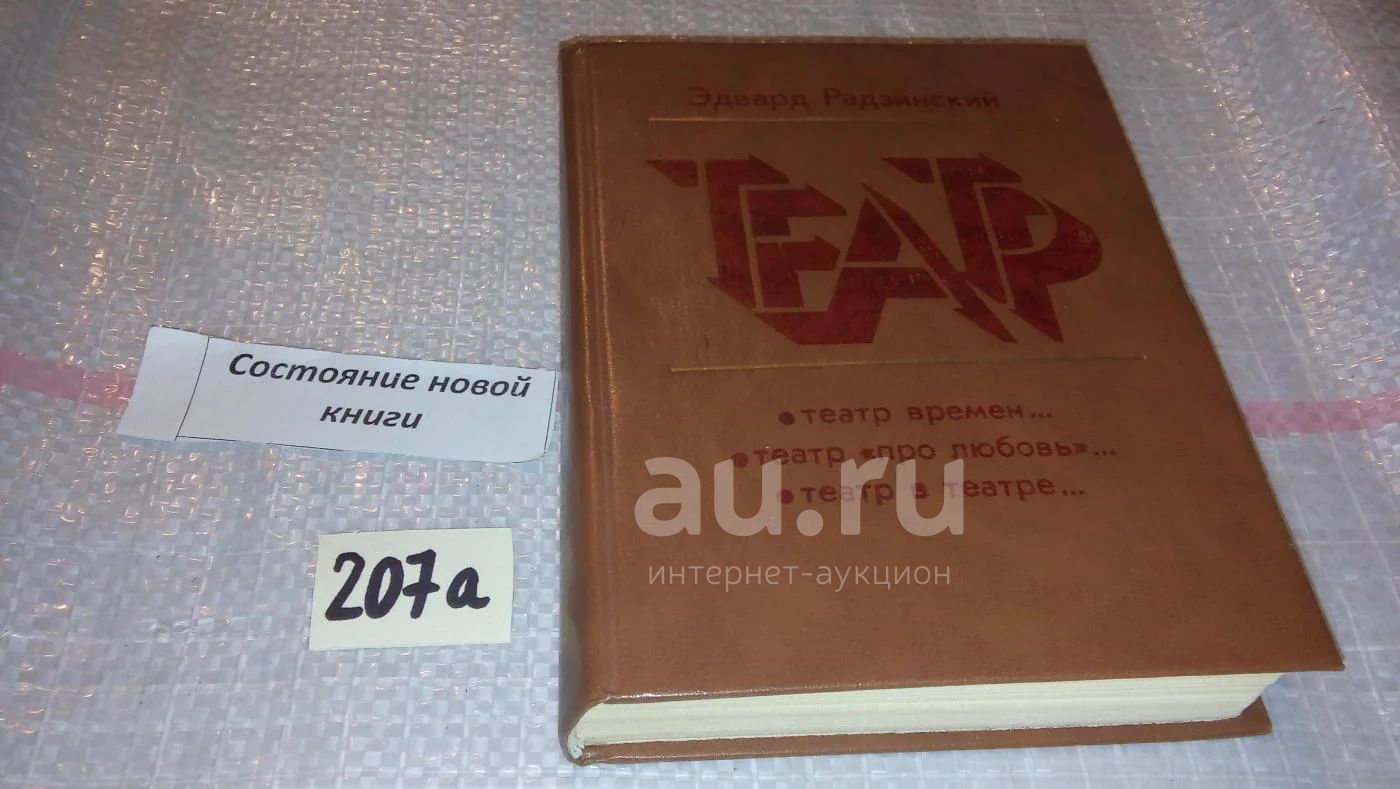 Эдвард Радзинский
ТЕАТР
• театр времен...
• театр «про любовь»...
• театр в театре...
Состояние новой
книги
207а
au.ru
интернет-аукцион